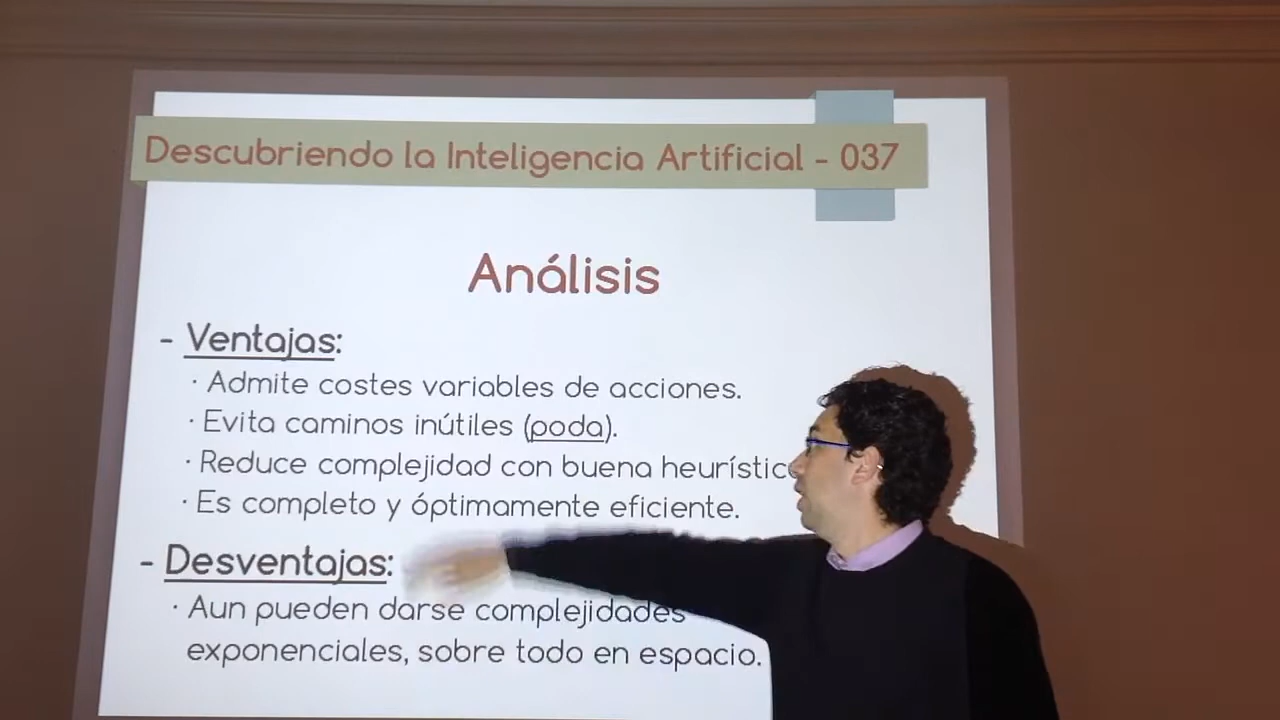 Descubriendo la Inteligencia Artificial - 037
Análisis
- Ventajas:
· Admite costes variables de acciones.
· Evita caminos inútiles (poda).
· Reduce complejidad con buena heurístic
· Es completo y óptimamente eficiente.
- Desventajas:
· Aun pueden darse complejidades
exponenciales, sobre todo en espacio.